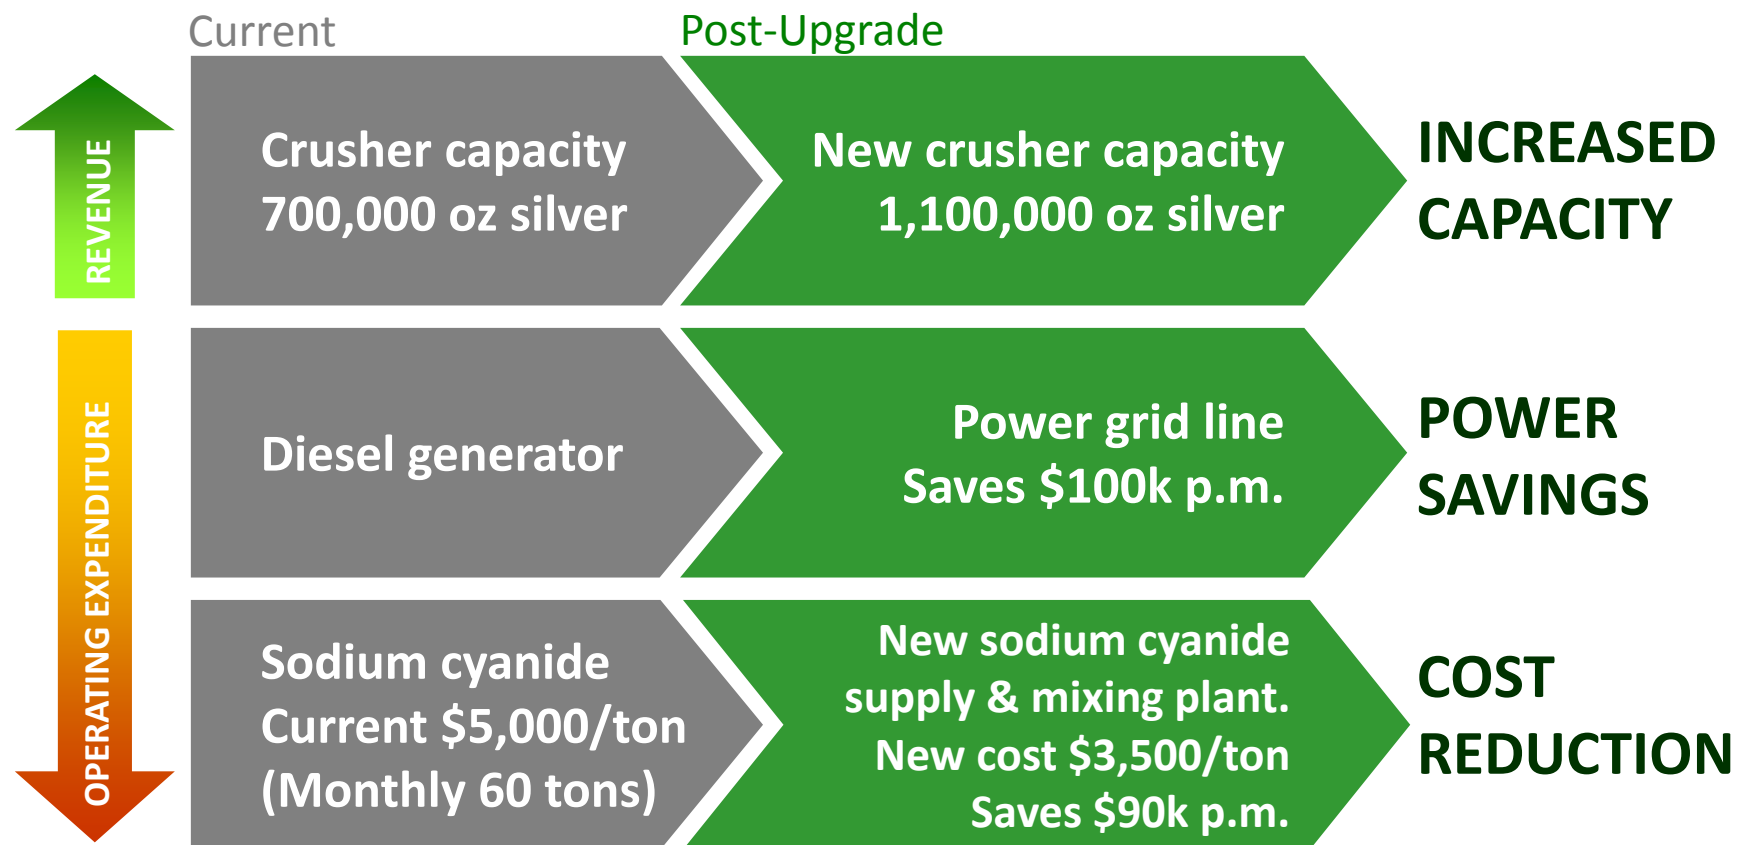 Current
Post-Upgrade
REVENUE
Crusher capacity
700,000 oz silver
New crusher capacity
1,100,000 oz silver
INCREASED
CAPACITY
OPERATING EXPENDITURE
Diesel generator
Power grid line
Saves $100k p.m.
POWER
SAVINGS
Sodium cyanide
Current $5,000/ton
(Monthly 60 tons)
New sodium cyanide
supply & mixing plant.
New cost $3,500/ton
Saves $90k p.m.
COST
REDUCTION